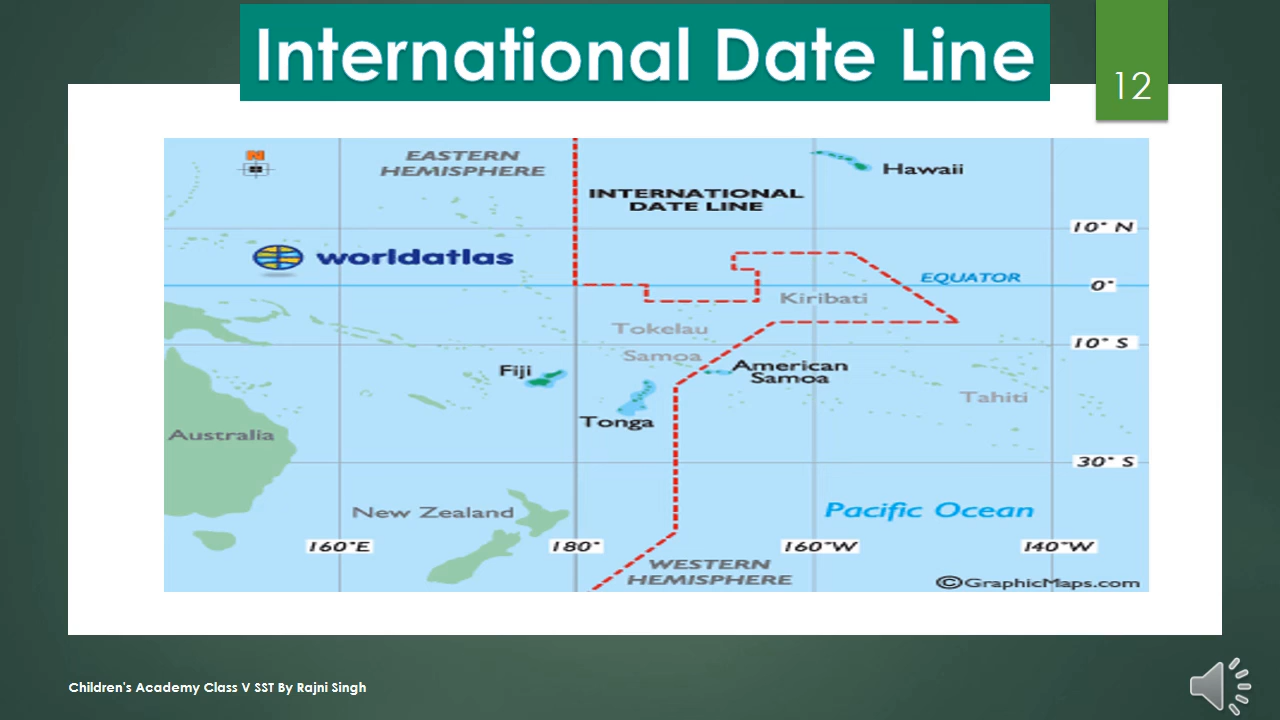 International Date Line
12
N
EASTERN
HEMISPHERE
INTERNATIONAL
DATE LINE
Hawaii
10° N
worldatlas
EQUATOR
0°
Kiribati
Tokelau
10° S
Samoa
American
Samoa
Fiji
Tahiti
Tonga
Australia
30° S
New Zealand
Pacific Ocean
160°E
180°
160°W
140°W
WESTERN
HEMISPHERE
©GraphicMaps.com
Children's Academy Class V SST By Rajni Singh